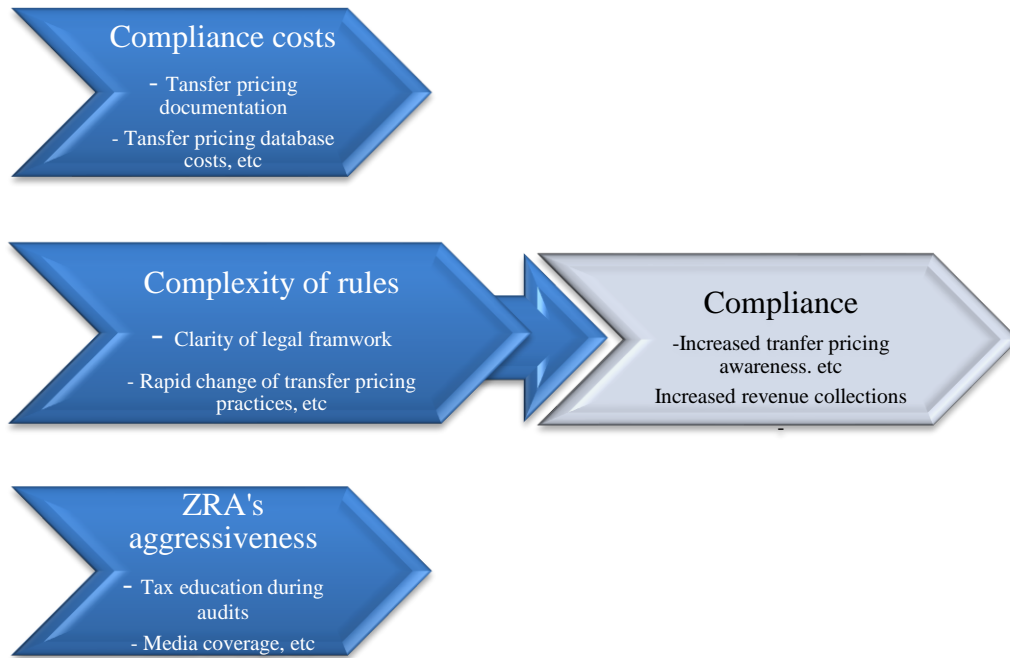 Compliance costs
- Tansfer pricing
documentation
- Tansfer pricing database
costs, etc
Complexity of rules
- Clarity of legal framwork
- Rapid change of transfer pricing
practices, etc
Compliance
-Increased tranfer pricing
awareness. etc
Increased revenue collections
-
ZRA's
aggressiveness
- Tax education during
audits
- Media coverage, etc